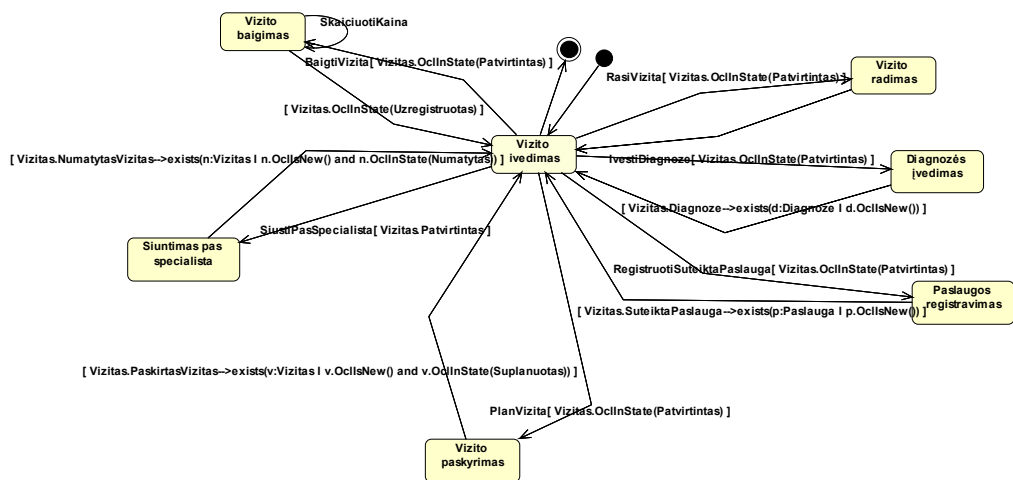 Vizito
baigimas
SkaiciuotiKaina
BaigtiVizita[ Vizitas.OclInState(Patvirtintas) ]
[ Vizitas.OclInState(Uzregistruotas) ]
RasiVizita[ Vizitas.OclInState(Patvirtintas) ]
Vizito
radimas
Vizito
ivedimas
[ Vizitas.NumatytasVizitas-->exists(n:Vizitas I n.OclIsNew() and n.OclInState(Numatytas)) ]
IvestiDiagnoze[ Vizitas.OclInState(Patvirtintas) ]
Diagnozės
įvedimas
[ Vizitas.Diagnoze-->exists(d:Diagnoze I d.OclIsNew()) ]
SiustiPasSpecialista[ Vizitas.Patvirtintas ]
Siuntimas pas
specialista
RegistruotiSuteiktaPaslauga[ Vizitas.OclInState(Patvirtintas) ]
Paslaugos
registravimas
[ Vizitas.SuteiktaPaslauga-->exists(p:Paslauga I p.OclIsNew()) ]
[ Vizitas.PaskirtasVizitas-->exists(v:Vizitas I v.OclIsNew() and v.OclInState(Suplanuotas)) ]
PlanVizita[ Vizitas.OclInState(Patvirtintas) ]
Vizito
paskyrimas